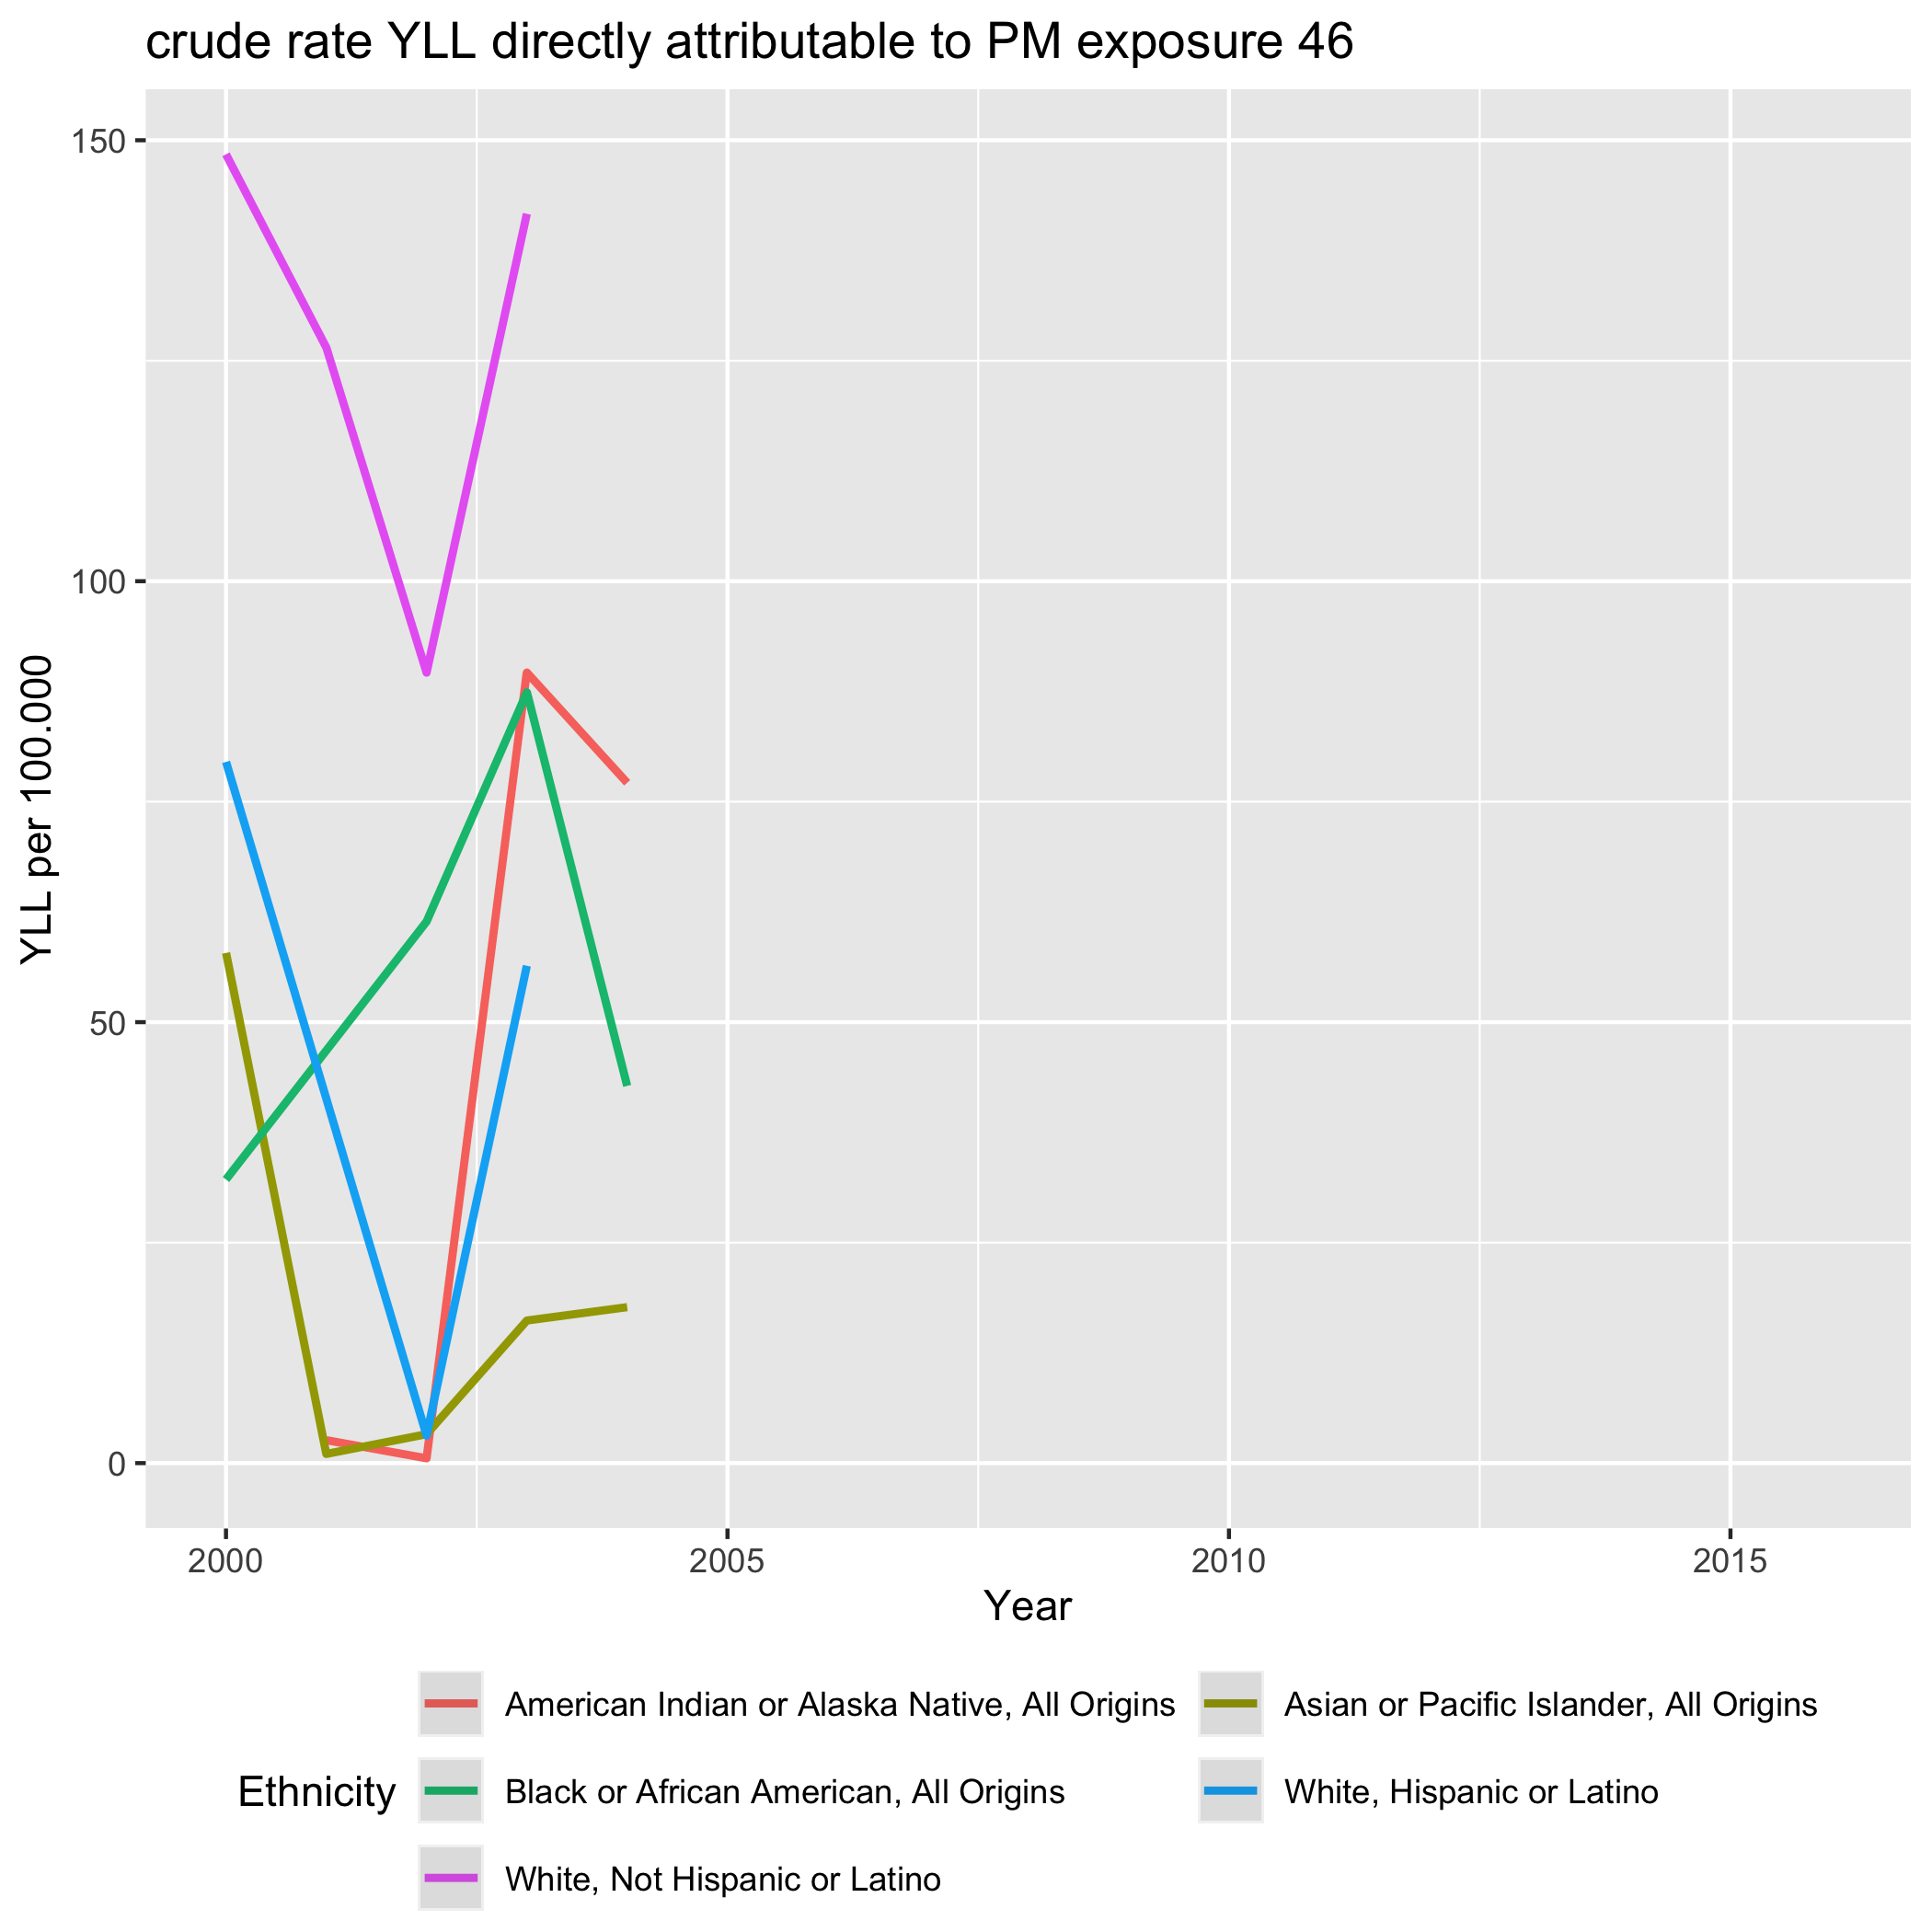 crude rate YLL directly attributable to PM exposure 46
150
100
50
0
YLL per 100.000
2000 2005 2010 2015
Year
Ethnicity
American Indian or Alaska Native, All Origins
Asian or Pacific Islander, All Origins
Black or African American, All Origins
White, Hispanic or Latino
White, Not Hispanic or Latino